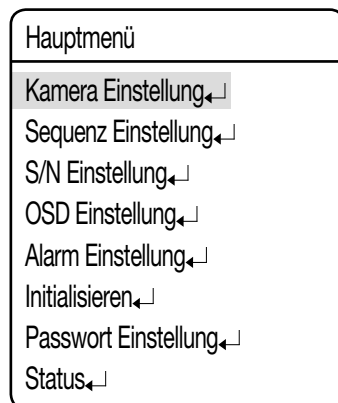 Hauptmenü
Kamera Einstellung↵
Sequenz Einstellung↵
S/N Einstellung↵
OSD Einstellung↵
Alarm Einstellung↵
Initialisieren↵
Passwort Einstellung↵
Status↵